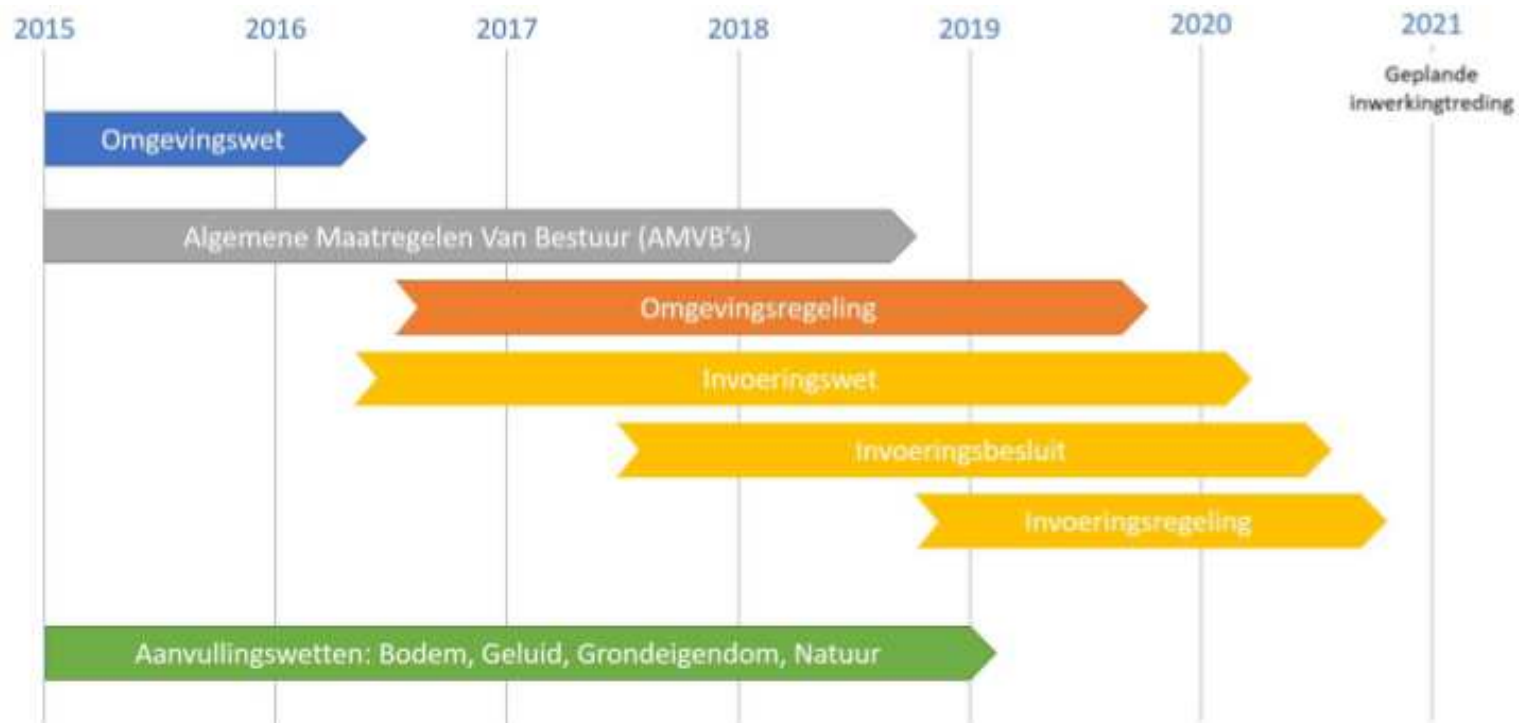 2015 2016 2017 2018 2019 2020 2021
Geplande
inwerkingtreding
Omgevingswet
Algemene Maatregelen Van Bestuur (AMVB's)
Omgevingsregeling
Invoeringswet
Invoeringsbesluit
Invoeringsregeling
Aanvullingswetten: Bodem, Geluid, Grondeigendom, Natuur